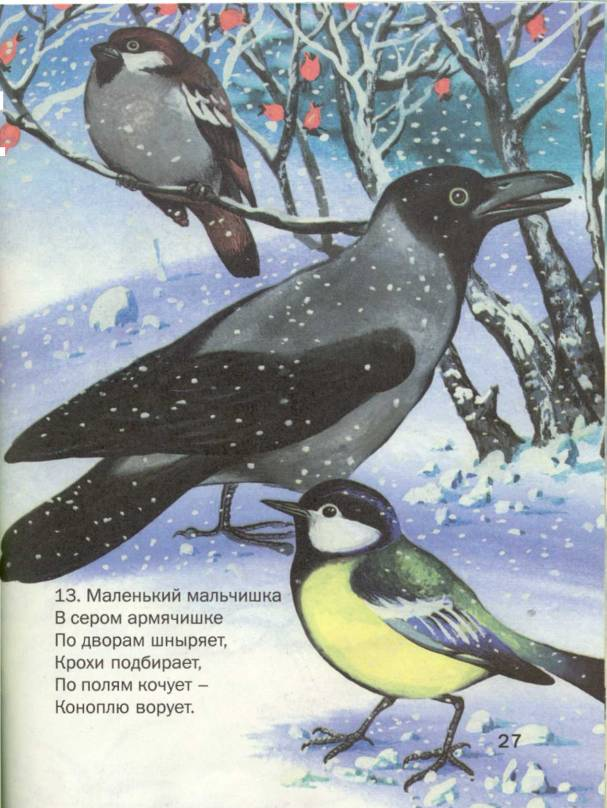 13. Маленький мальчишка
В сером армячишке
По дворам шныряет,
Крохи подбирает,
По полям кочует –
Коноплю ворует.
27